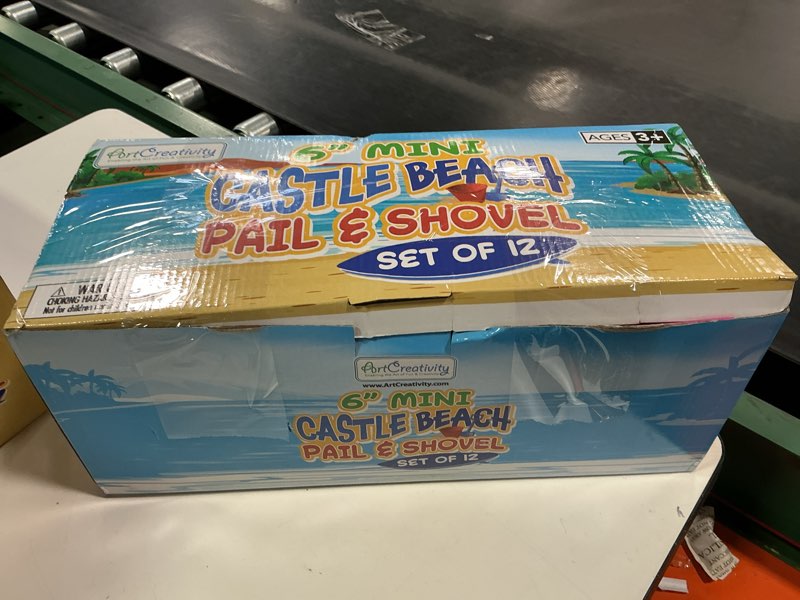 ArtCreativity
AGES 3+
6" MINI
CASTLE BEACH
PAIL & SHOVEL
SET OF 12
WAR
CHOKING HAZA
Not for children
ArtCreativity
www.ArtCreativity.com
6" MINI
CASTLE BEACH
PAIL & SHOVEL
SET OF 12